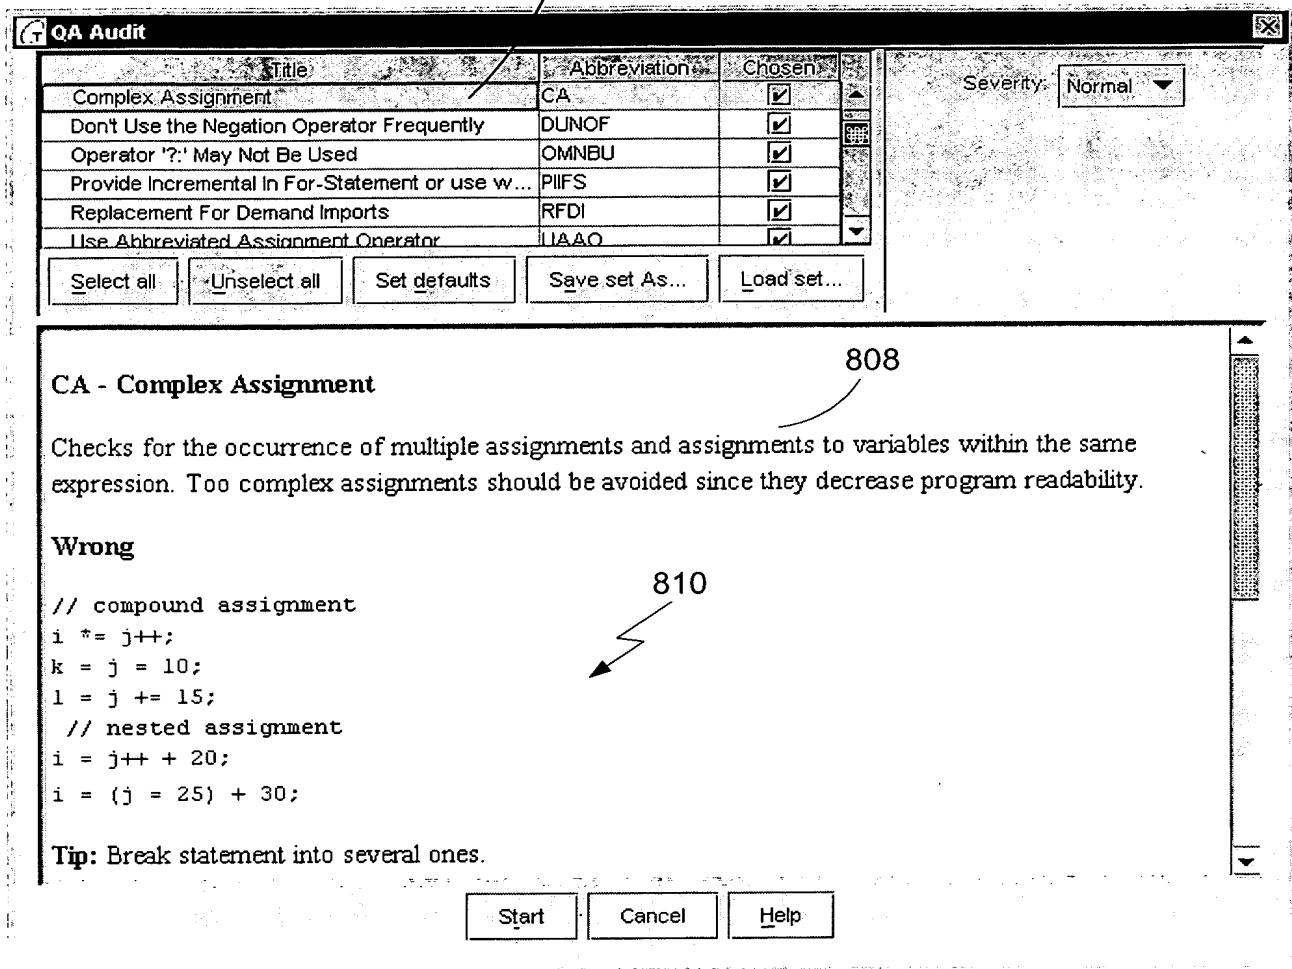 QA Audit
Title Abbreviation Chosen
Complex Assignment CA
Don't Use the Negation Operator Frequently DUNOF
Operator '?:' May Not Be Used OMNBU
Provide Incremental In For-Statement or use w... PIIFS
Replacement For Demand Imports RFDI
Use Abbreviated Assignment Operator UAAO
Severity: Normal
Select all Unselect all Set defaults Save set As... Load set...
808
CA - Complex Assignment
Checks for the occurrence of multiple assignments and assignments to variables within the same
expression. Too complex assignments should be avoided since they decrease program readability.
Wrong
810
// compound assignment
i *= j++;
k = j = 10;
l = j += 15;
// nested assignment
i = j++ + 20;
i = (j = 25) + 30;
Tip: Break statement into several ones.
Start Cancel Help